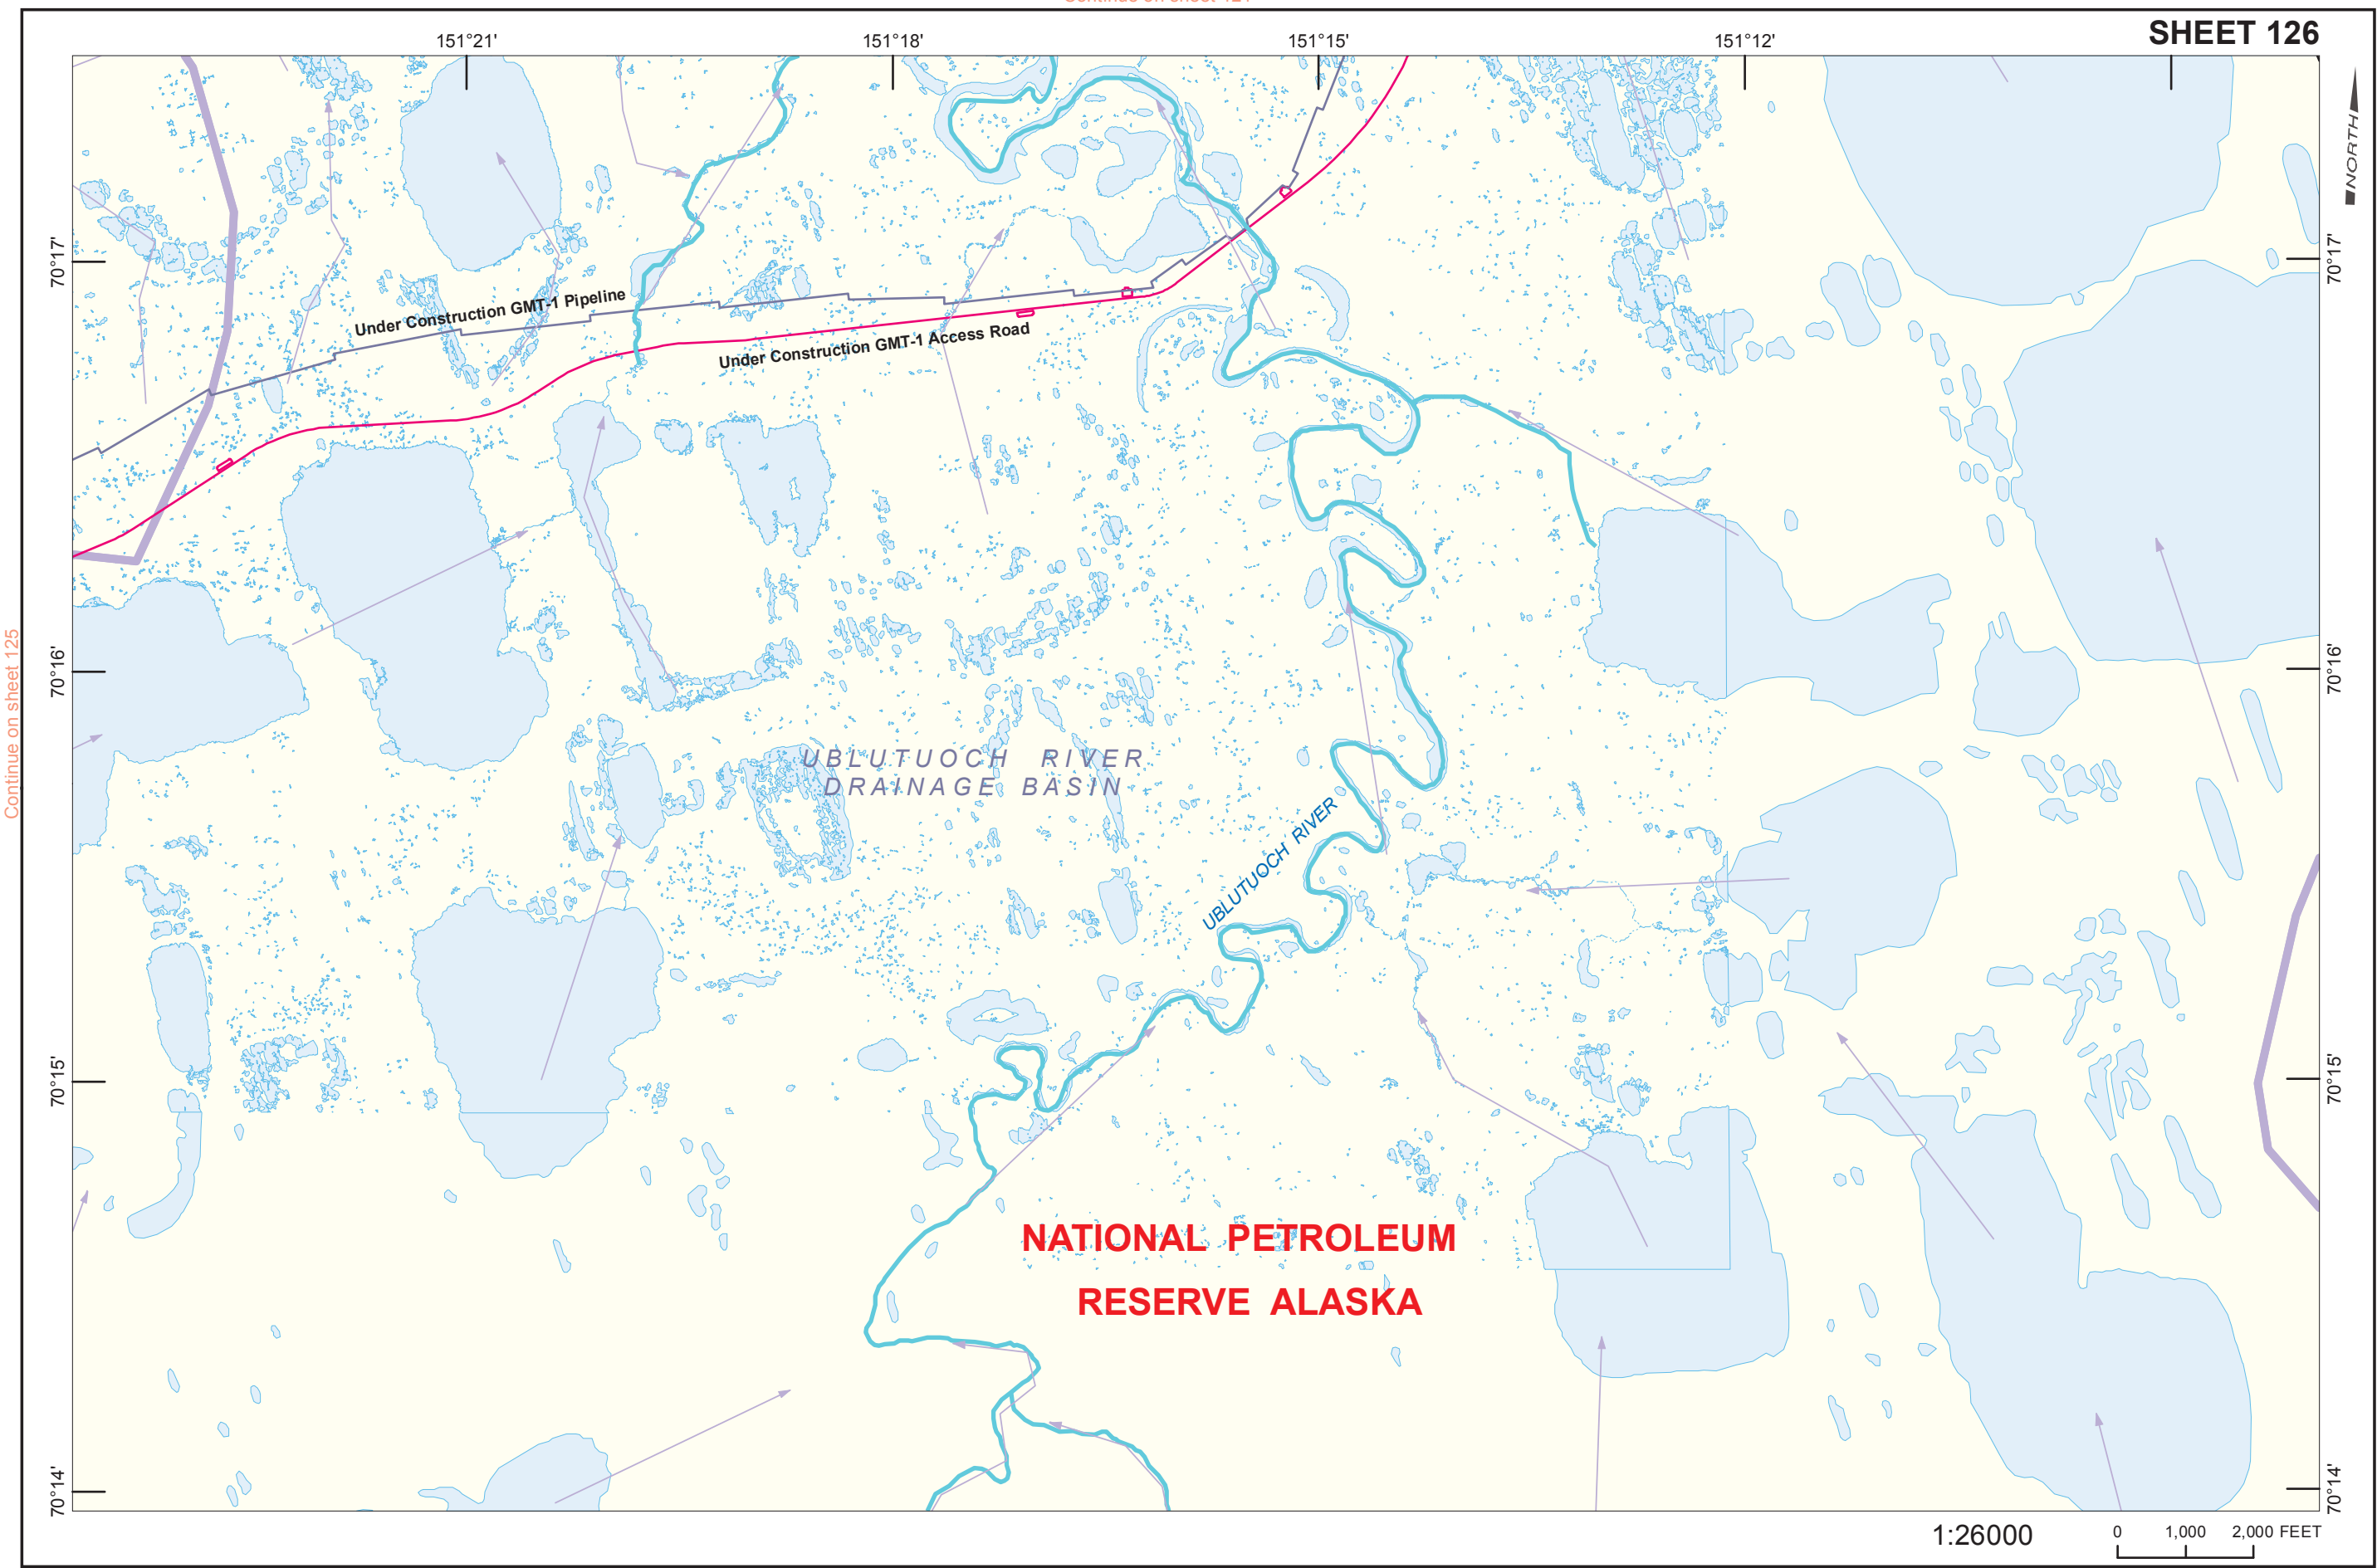 SHEET 126
151°21'
151°18'
151°15'
151°12'
NORTH
70°17'
70°17'
Under Construction GMT-1 Pipeline
Under Construction GMT-1 Access Road
Continue on sheet 125
70°16'
70°16'
UBLUTUOCH RIVER
DRAINAGE BASIN
UBLUTUOCH RIVER
70°15'
70°15'
NATIONAL PETROLEUM
RESERVE ALASKA
70°14'
70°14'
1:26000
0 1,000 2,000 FEET